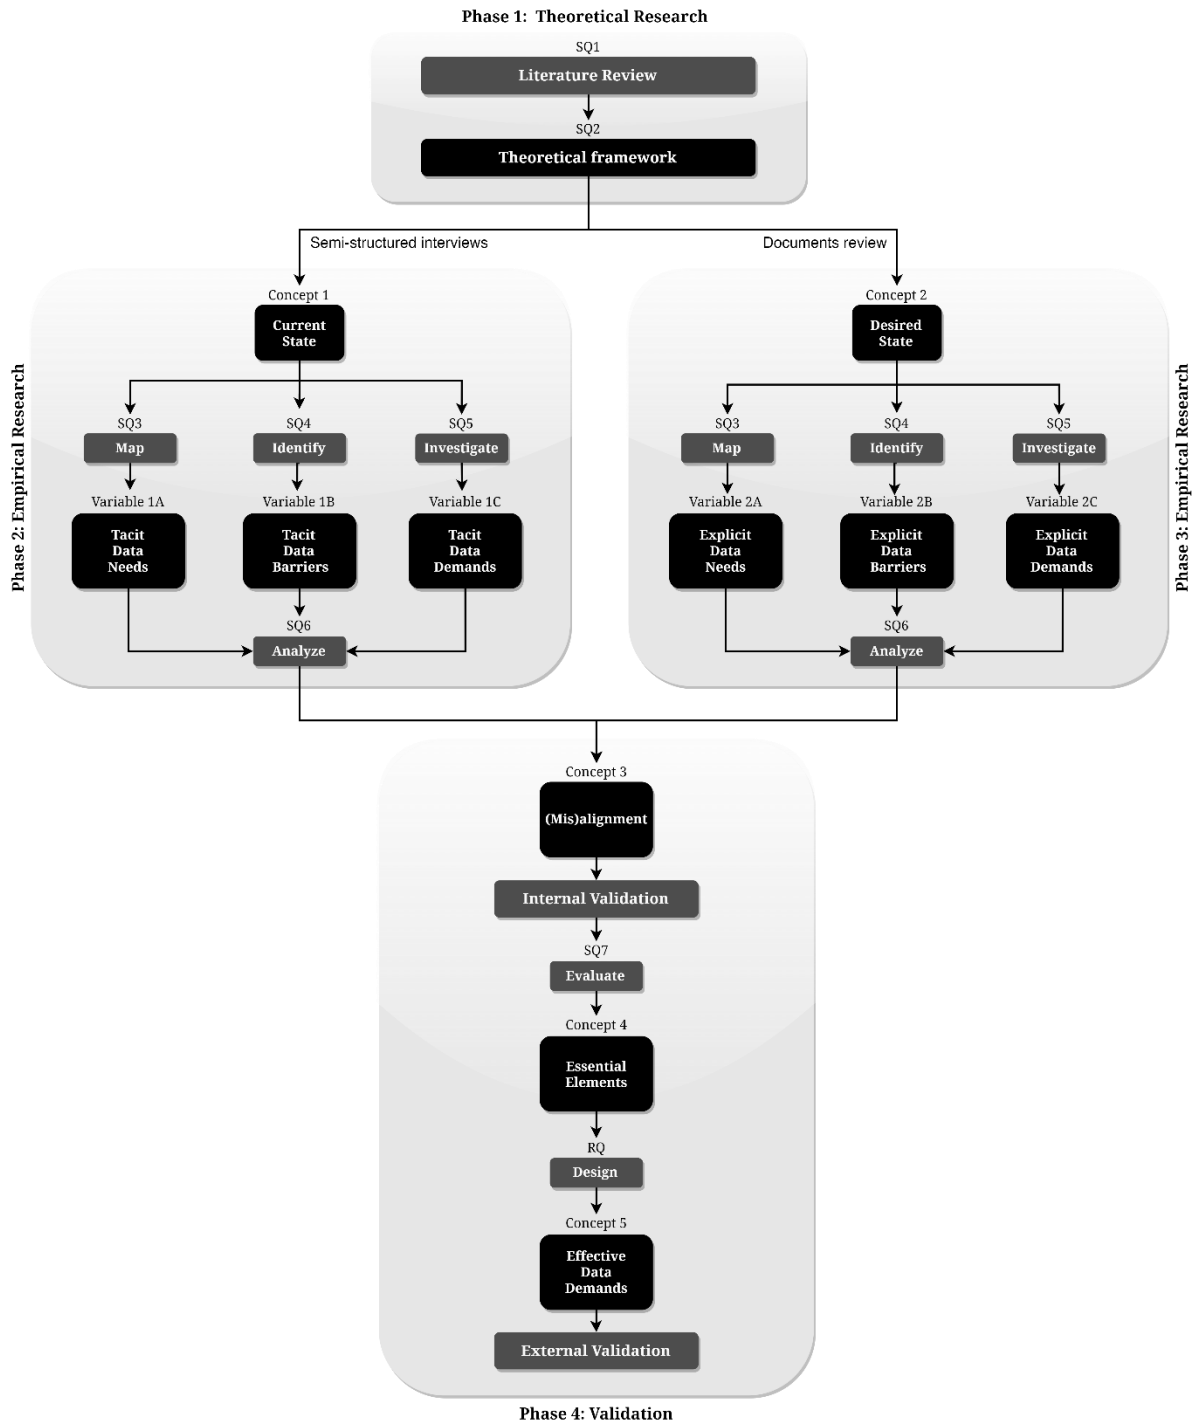 Phase 1: Theoretical Research
SQ1
Literature Review
SQ2
Theoretical framework
Semi-structured interviews
Documents review
Phase 2: Empirical Research
Concept 1
Current
State
SQ3
SQ4
SQ5
Map
Identify
Investigate
Variable 1A
Variable 1B
Variable 1C
Tacit
Data
Needs
Tacit
Data
Barriers
Tacit
Data
Demands
SQ6
Analyze
Phase 3: Empirical Research
Concept 2
Desired
State
SQ3
SQ4
SQ5
Map
Identify
Investigate
Variable 2A
Variable 2B
Variable 2C
Explicit
Data
Needs
Explicit
Data
Barriers
Explicit
Data
Demands
SQ6
Analyze
Concept 3
(Mis)alignment
Internal Validation
SQ7
Evaluate
Concept 4
Essential
Elements
RQ
Design
Concept 5
Effective
Data
Demands
External Validation
Phase 4: Validation